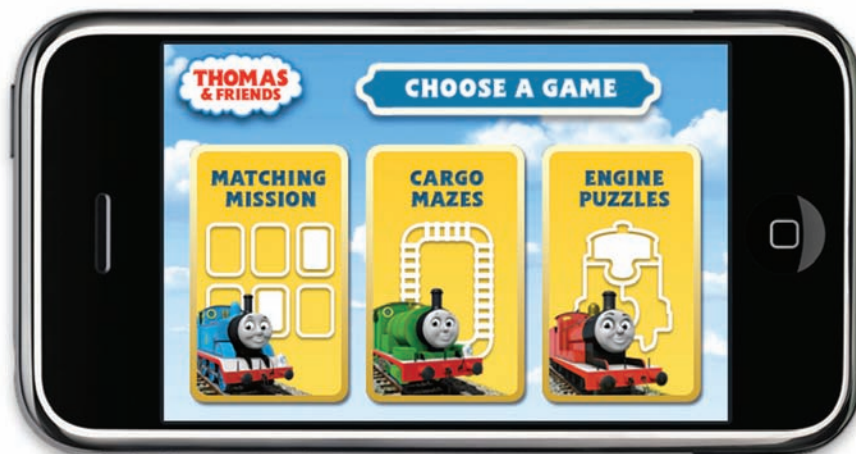 THOMAS
& FRIENDS
CHOOSE A GAME
MATCHING
MISSION
CARGO
MAZES
ENGINE
PUZZLES